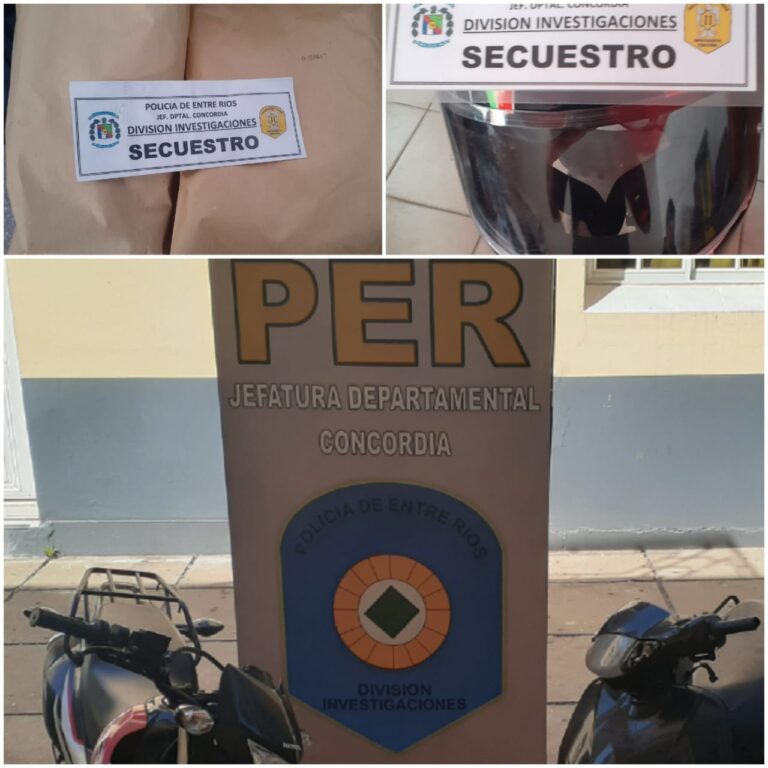 POLICIA DE ENTRE RIOS
JEF. DPTAL. CONCORDIA
DIVISION INVESTIGACIONES
SECUESTRO
JEF. DPTAL. CONCORDIA
DIVISION INVESTIGACIONES
SECUESTRO
PER
JEFATURA DEPARTAMENTAL
CONCORDIA
POLICIA DE ENTRE RIOS
DIVISION
INVESTIGACIONES
HONDA